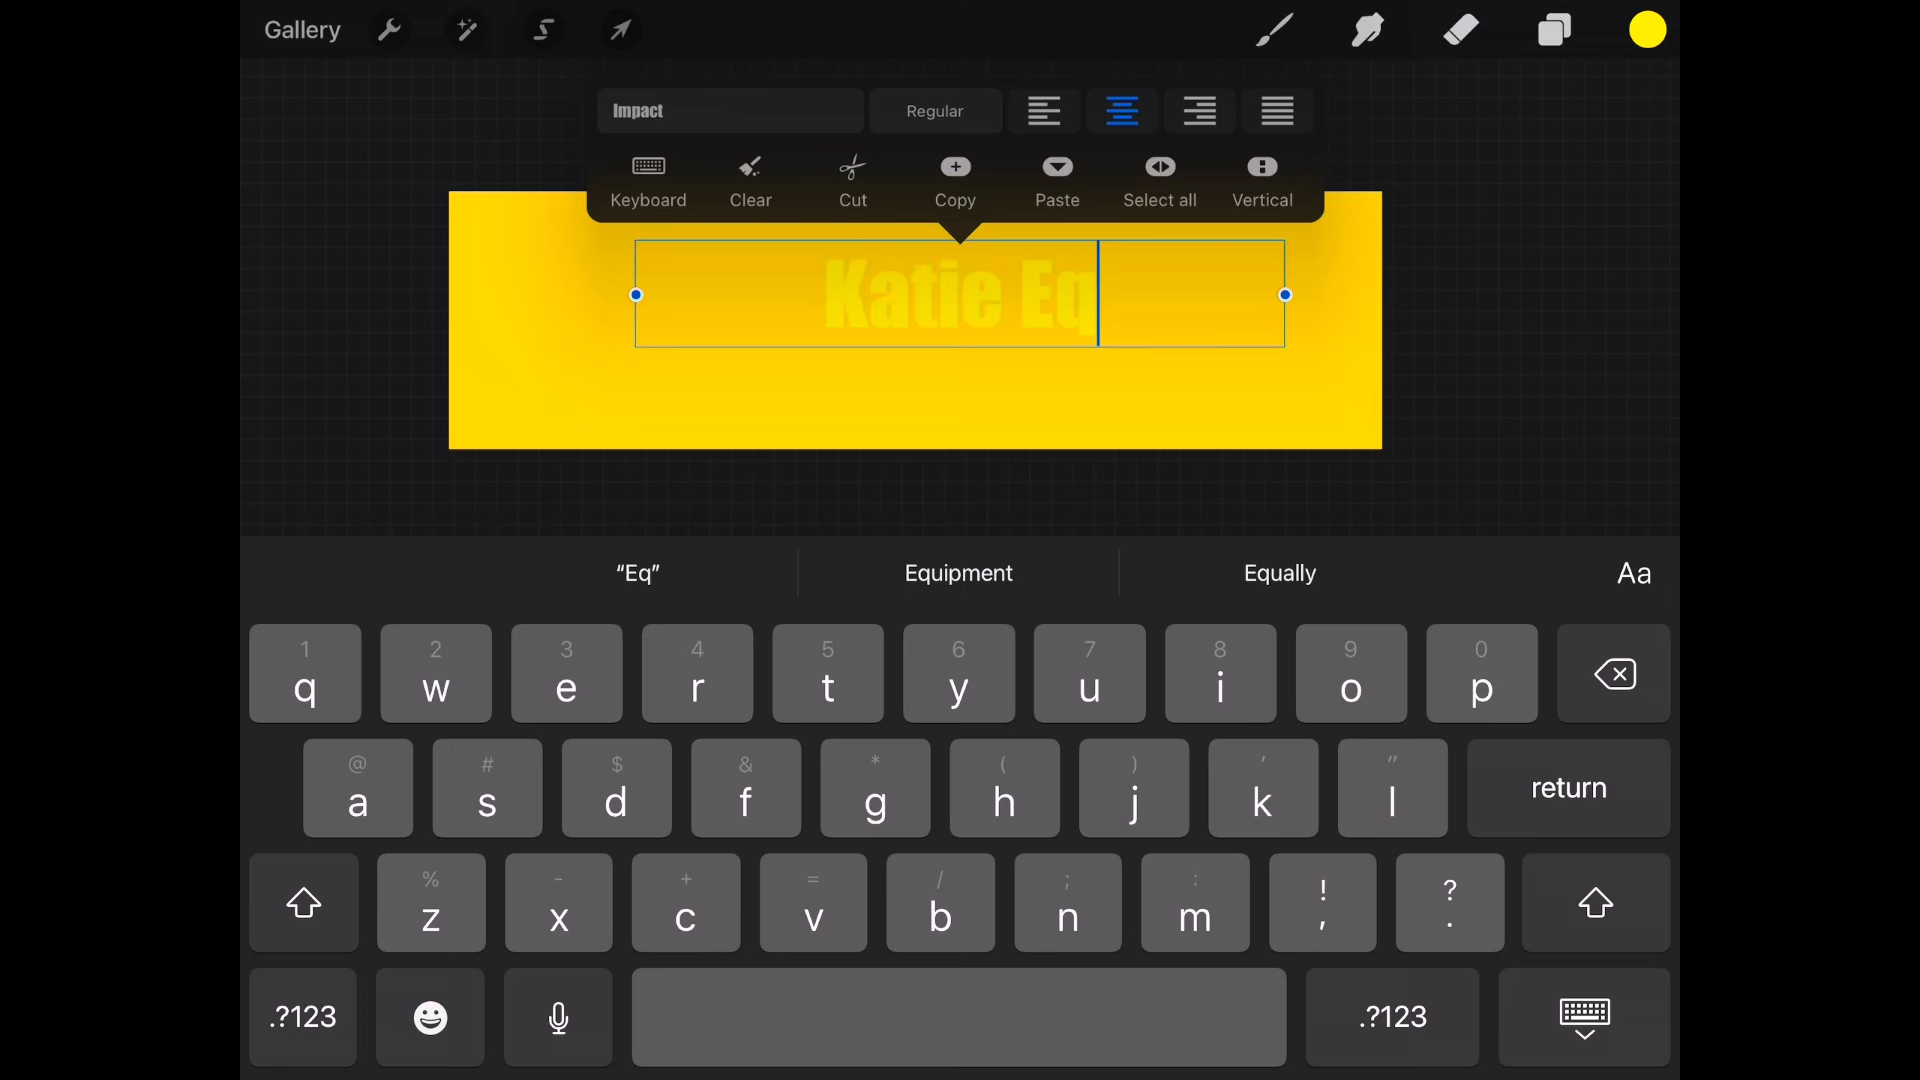 Gallery
Impact Regular
Keyboard Clear Cut Copy Paste Select all Vertical
Katie Eq
“Eq” Equipment Equally Aa
1 2 3 4 5 6 7 8 9 0
q w e r t y u i o p
@ # $ & * ( ) ' "
a s d f g h j k l return
% - + = / ; : ! ?
z x c v b n m , .
.?123 .?123